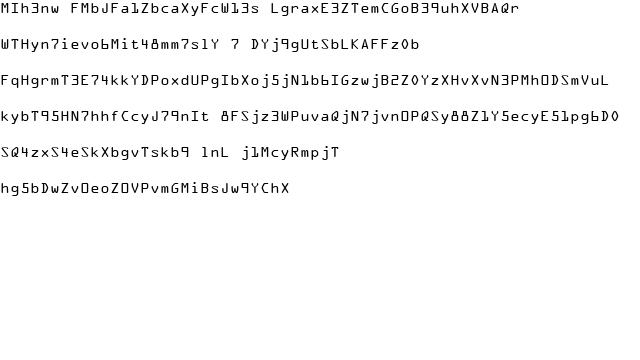 MIh3nw FMbJFa1ZbcaXyFcW13s LgraxE3ZTemCGoB39uhXVBAQr
WTHyn7ievo6Mit48mm7slY 7 DYj9gUtSbLKAFFz0b
FqHgrmT3E74kkYDPoxdUPgIbXoj5jN1b6IGzwjB2Z0YzXHvXvN3PMhODSmVuL
kybT95HN7hhfCcyJ79nIt 8FSjz3WPuvaQjN7jvnOPQSy88Z1Y5ecyE51pg6D0
SQ4zxS4eSkXbgvTskb9 lnL j1McyRmpjT
hg5bDwZvOeoZOVPvmGMiBsJw9YChX